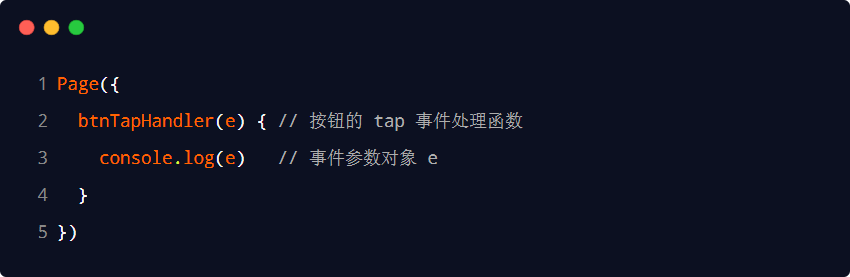 1 Page({
2   btnTapHandler(e) { // 按钮的 tap 事件处理函数
3     console.log(e)   // 事件参数对象 e
4   }
5 })